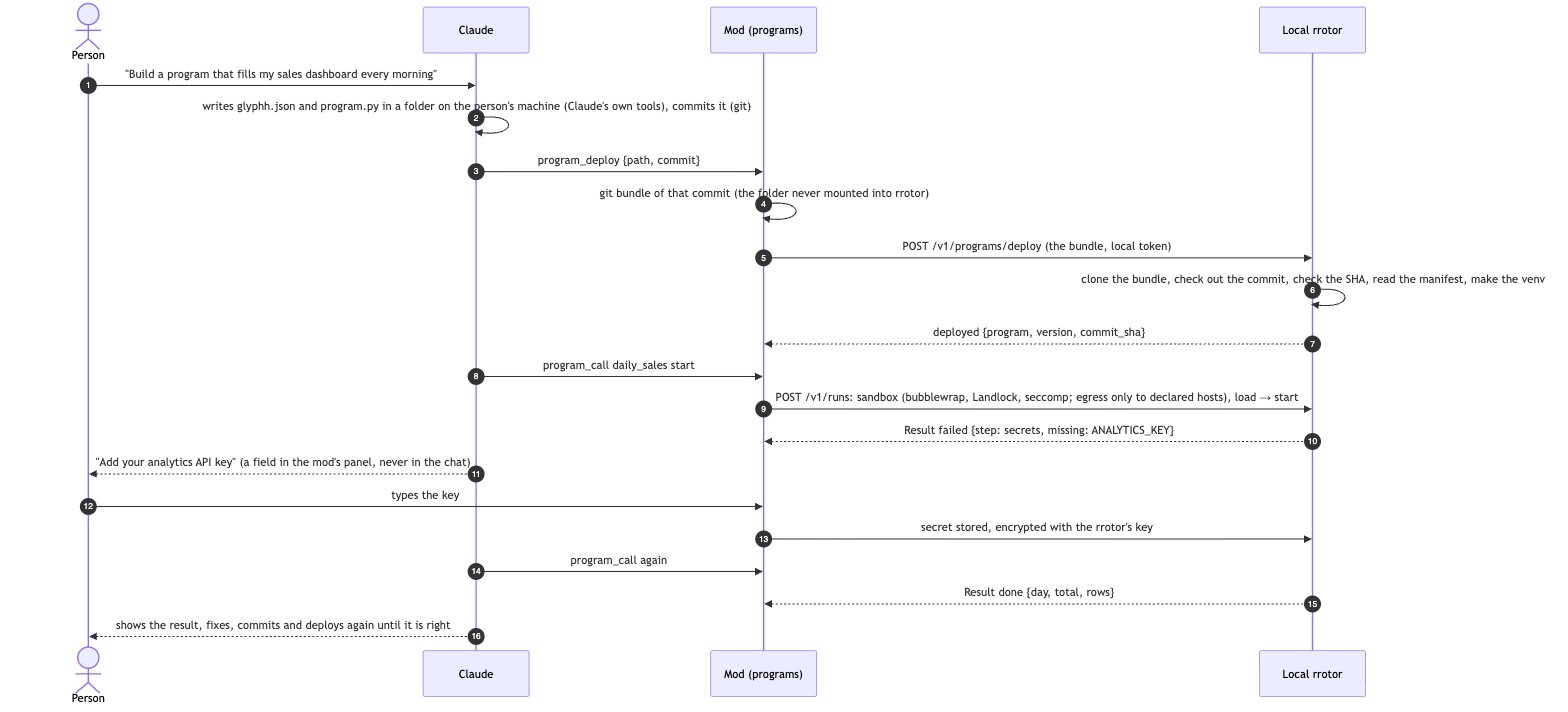 Person
Claude
Mod (programs)
Local rrotor
1
"Build a program that fills my sales dashboard every morning"
writes glyphh.json and program.py in a folder on the person's machine (Claude's own tools), commits it (git)
2
program_deploy {path, commit}
3
git bundle of that commit (the folder never mounted into rrotor)
4
POST /v1/programs/deploy (the bundle, local token)
5
clone the bundle, check out the commit, check the SHA, read the manifest, make the venv
6
deployed {program, version, commit_sha}
7
program_call daily_sales start
8
POST /v1/runs: sandbox (bubblewrap, Landlock, seccomp; egress only to declared hosts), load → start
9
Result failed {step: secrets, missing: ANALYTICS_KEY}
10
"Add your analytics API key" (a field in the mod's panel, never in the chat)
11
types the key
12
secret stored, encrypted with the rrotor's key
13
program_call again
14
Result done {day, total, rows}
15
shows the result, fixes, commits and deploys again until it is right
16
Person
Claude
Mod (programs)
Local rrotor